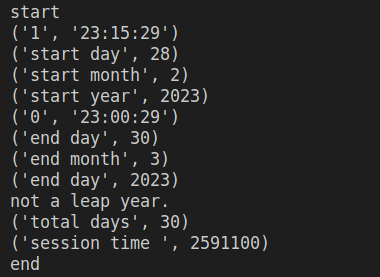 start
('1', '23:15:29')
('start day', 28)
('start month', 2)
('start year', 2023)
('0', '23:00:29')
('end day', 30)
('end month', 3)
('end day', 2023)
not a leap year.
('total days', 30)
('session time ', 2591100)
end